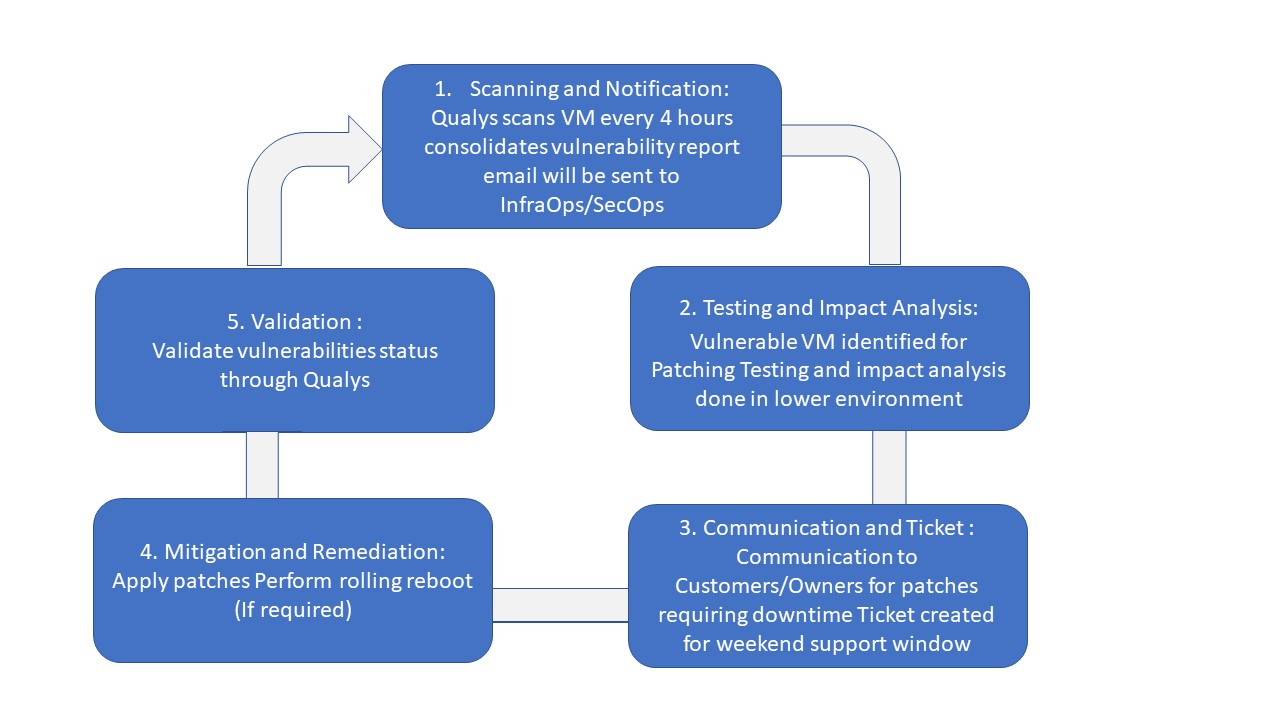 1. Scanning and Notification:
Qualys scans VM every 4 hours
consolidates vulnerability report
email will be sent to
InfraOps/SecOps
2. Testing and Impact Analysis:
Vulnerable VM identified for
Patching Testing and impact analysis
done in lower environment
3. Communication and Ticket :
Communication to
Customers/Owners for patches
requiring downtime Ticket created
for weekend support window
4. Mitigation and Remediation:
Apply patches Perform rolling reboot
(If required)
5. Validation :
Validate vulnerabilities status
through Qualys